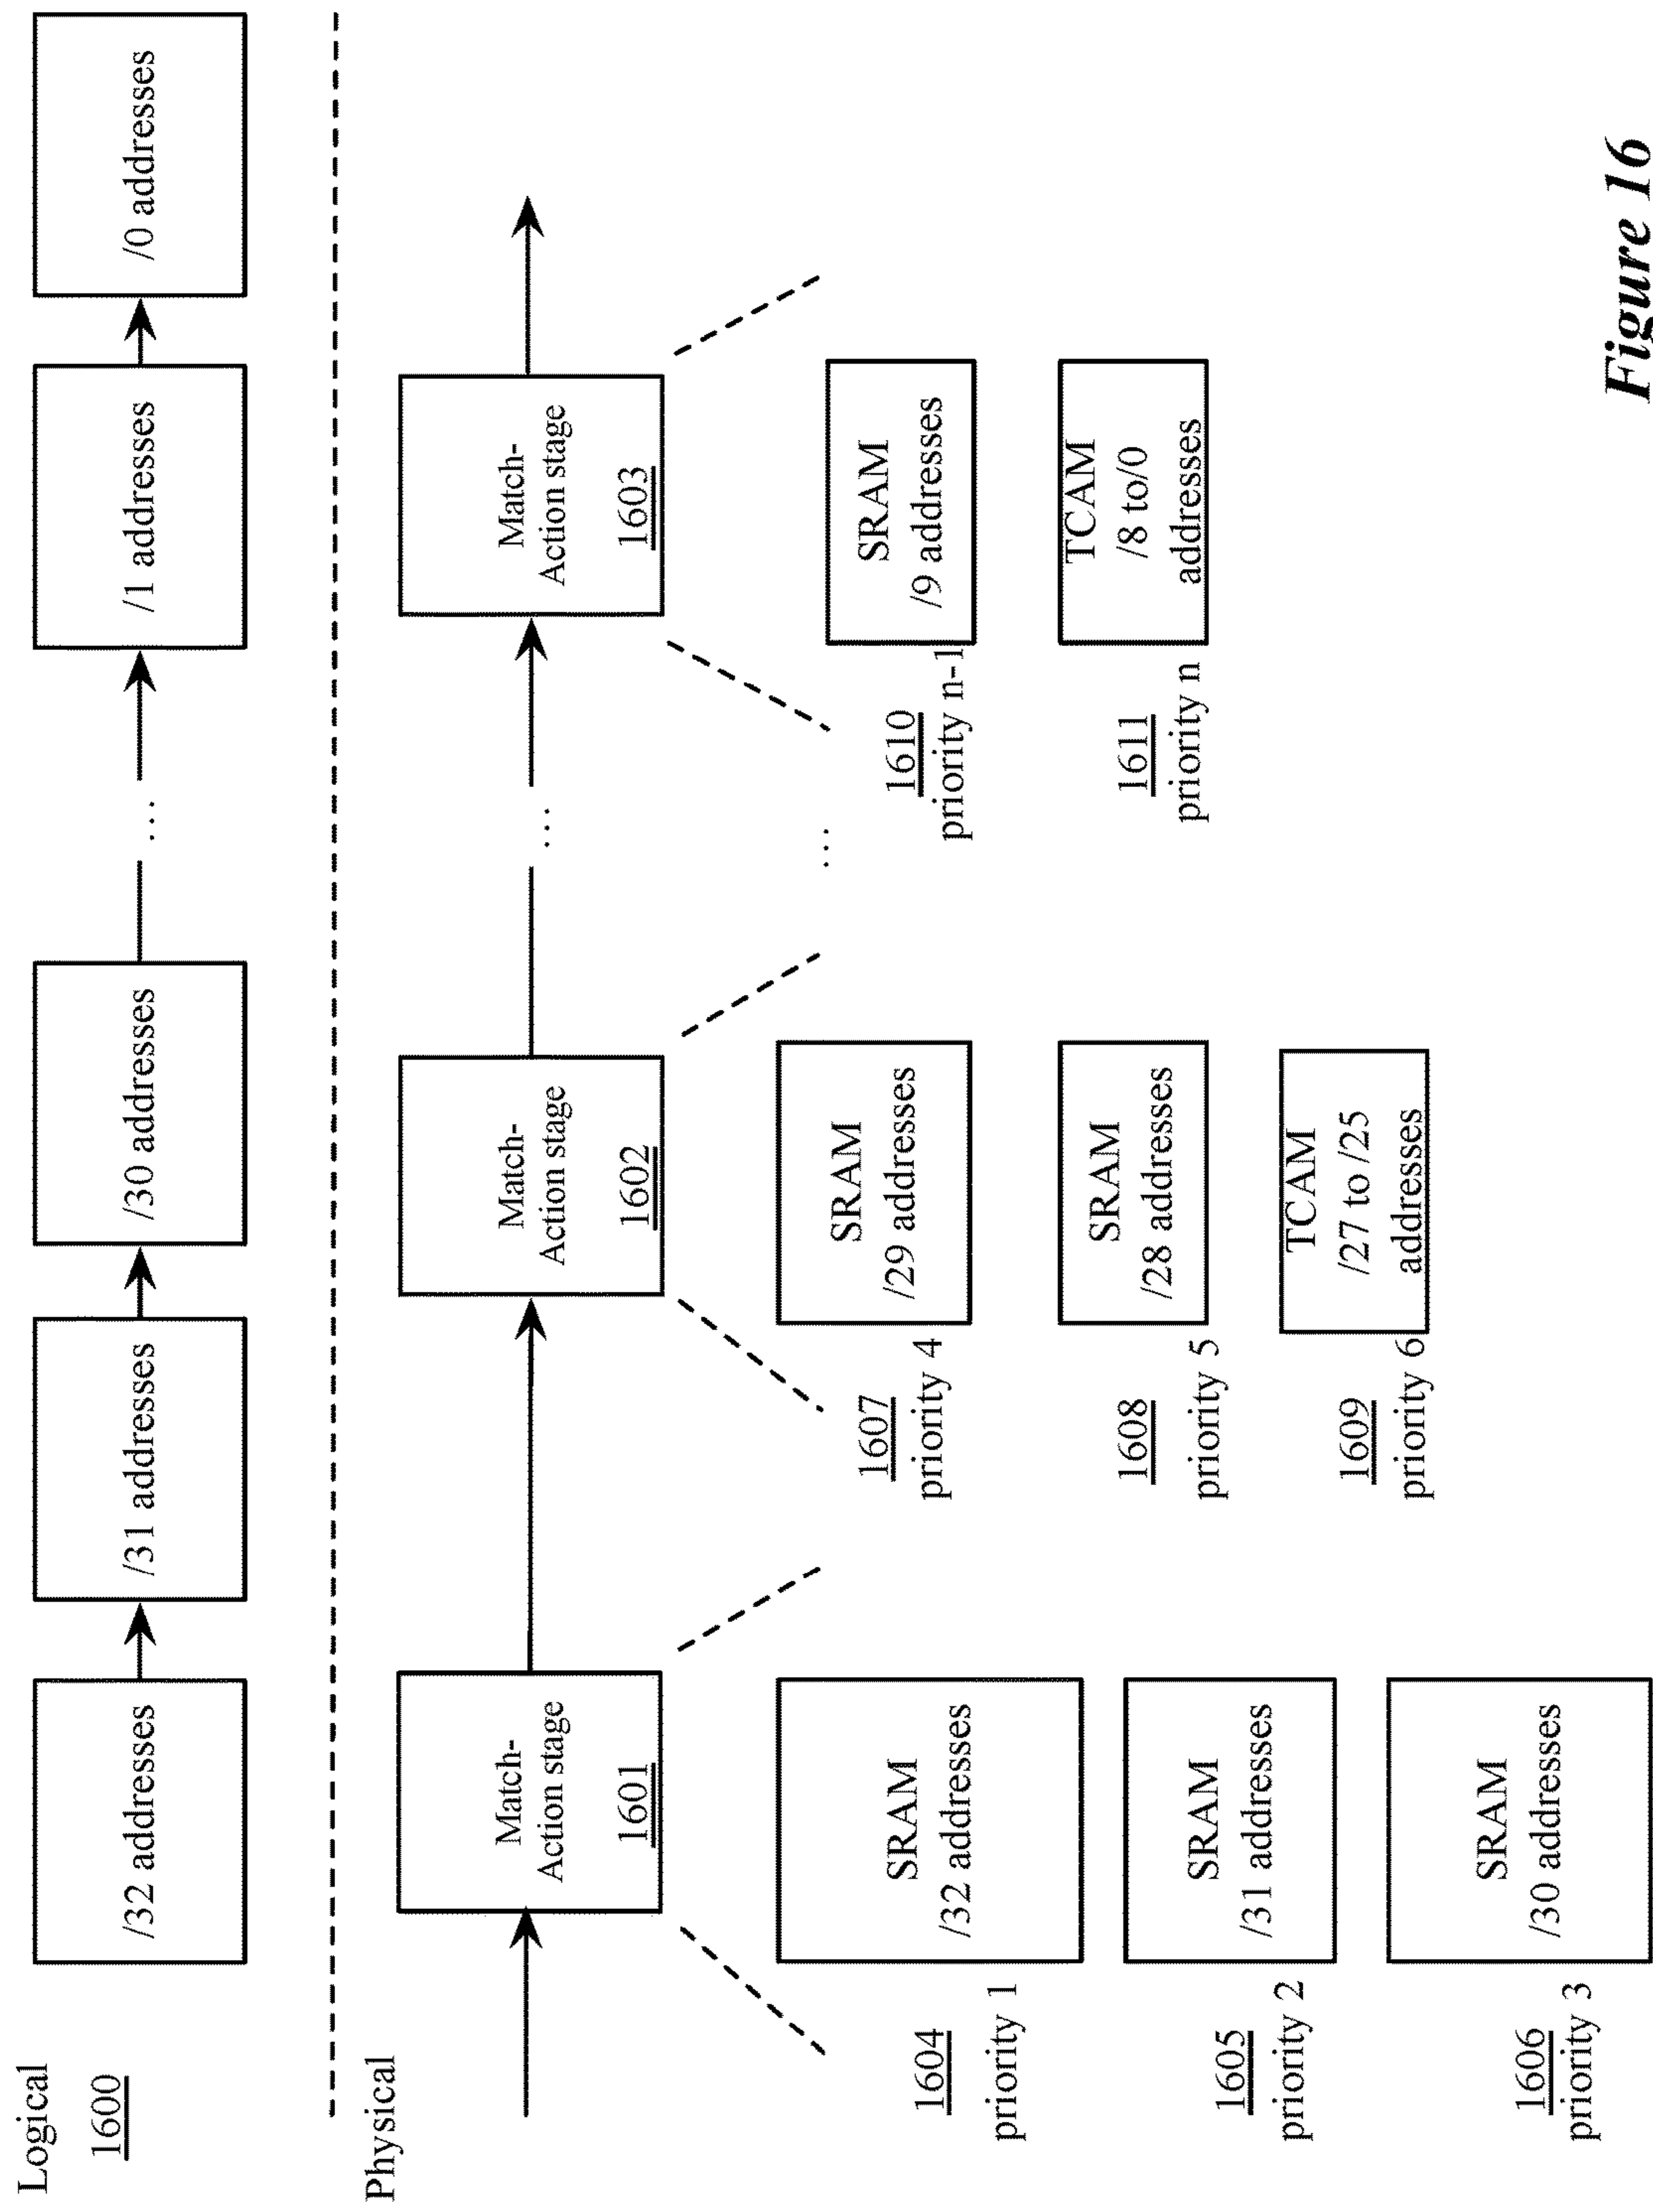 Logical
1600
/32 addresses
/31 addresses
/30 addresses
...
/1 addresses
/0 addresses
Physical
Match-
Action stage
1601
Match-
Action stage
1602
...
Match-
Action stage
1603
1604
priority 1
SRAM
/32 addresses
1605
priority 2
SRAM
/31 addresses
1606
priority 3
SRAM
/30 addresses
1607
priority 4
SRAM
/29 addresses
1608
priority 5
SRAM
/28 addresses
1609
priority 6
TCAM
/27 to /25
addresses
...
1610
priority n-1
SRAM
/9 addresses
1611
priority n
TCAM
/8 to/0
addresses
Figure 16